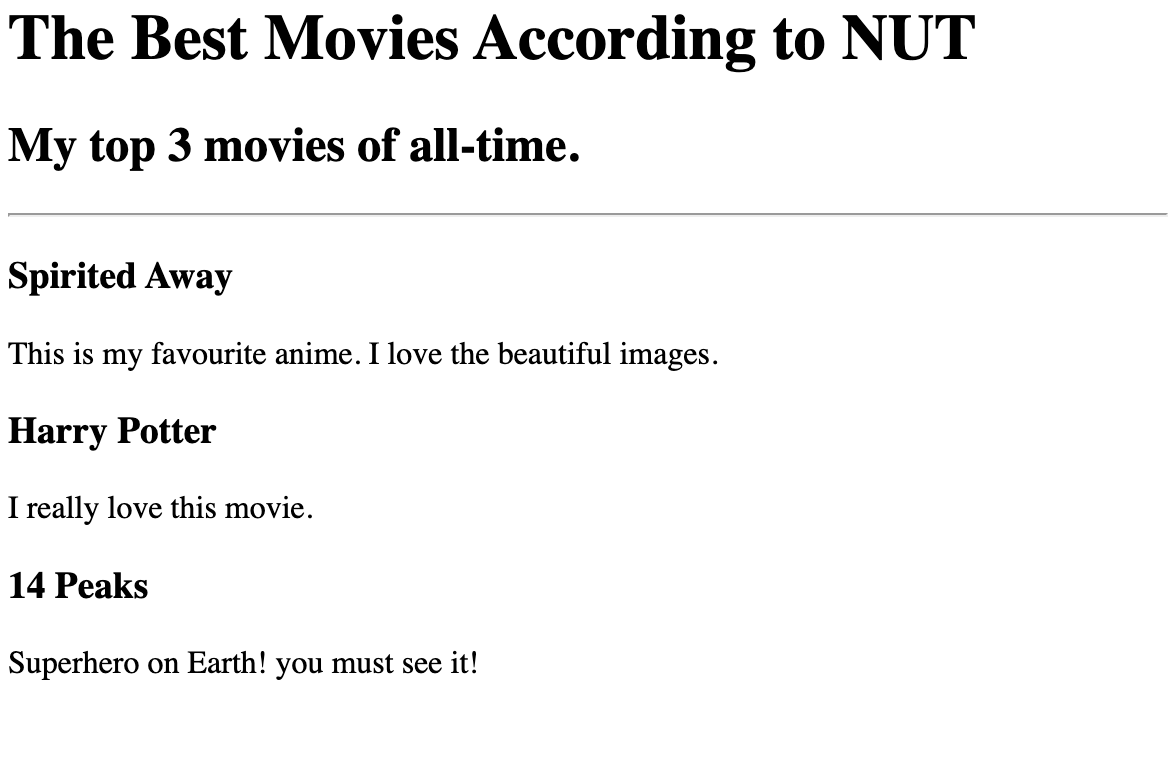 The Best Movies According to NUT
My top 3 movies of all-time.
Spirited Away
This is my favourite anime. I love the beautiful images.
Harry Potter
I really love this movie.
14 Peaks
Superhero on Earth! you must see it!